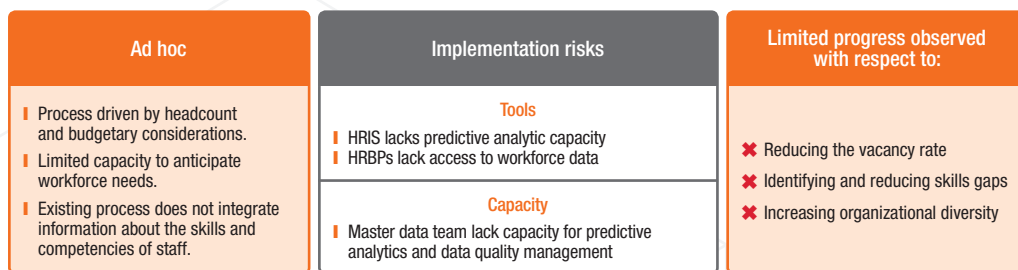 Ad hoc
Process driven by headcount
and budgetary considerations.
Limited capacity to anticipate
workforce needs.
Existing process does not integrate
information about the skills and
competencies of staff.
Implementation risks
Tools
HRIS lacks predictive analytic capacity
HRBPs lack access to workforce data
Capacity
Master data team lack capacity for predictive
analytics and data quality management
Limited progress observed
with respect to:
Reducing the vacancy rate
Identifying and reducing skills gaps
Increasing organizational diversity